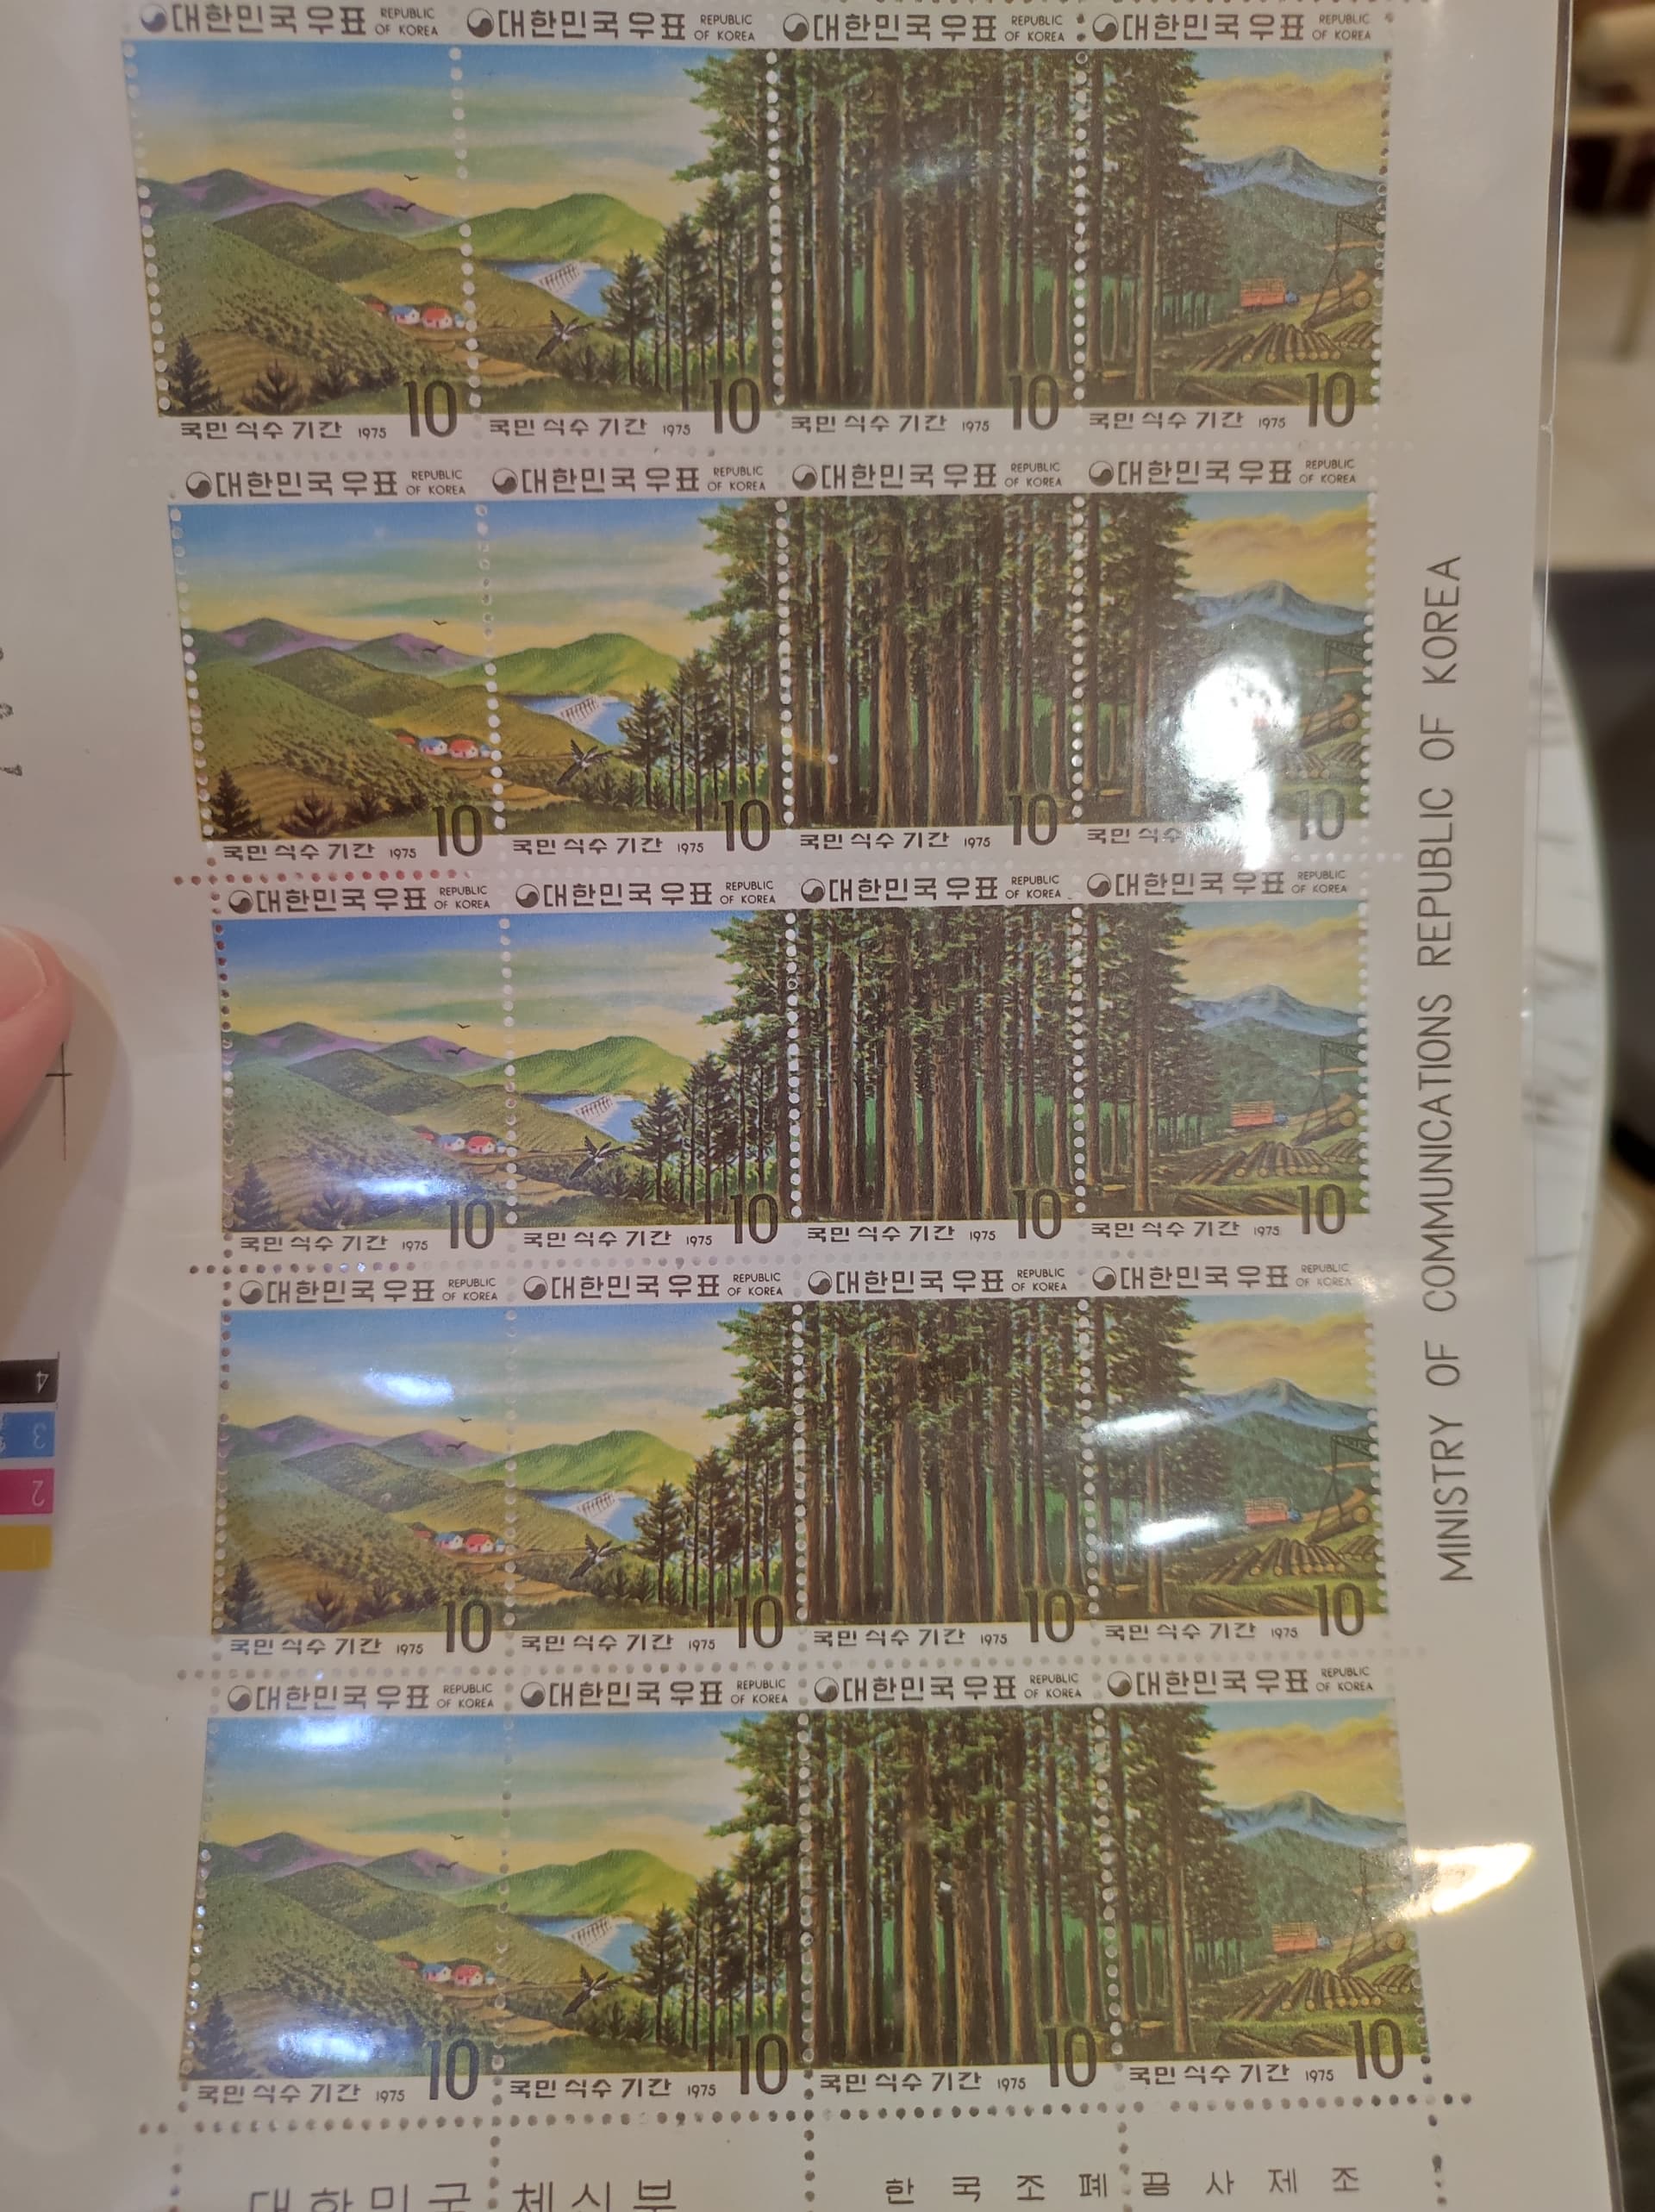 대한민국 우표 REPUBLIC OF KOREA 대한민국 우표 REPUBLIC OF KOREA 대한민국 우표 REPUBLIC OF KOREA 대한민국 우표 REPUBLIC OF KOREA
국민 식수 기간 1975 10 국민 식수 기간 1975 10 국민 식수 기간 1975 10 국민 식수 기간 1975 10
대한민국 우표 REPUBLIC OF KOREA 대한민국 우표 REPUBLIC OF KOREA 대한민국 우표 REPUBLIC OF KOREA 대한민국 우표 REPUBLIC OF KOREA
국민 식수 기간 1975 10 국민 식수 기간 1975 10 국민 식수 기간 1975 10 국민 식수 10
대한민국 우표 REPUBLIC OF KOREA 대한민국 우표 REPUBLIC OF KOREA 대한민국 우표 REPUBLIC OF KOREA 대한민국 우표 REPUBLIC OF KOREA
국민 식수 기간 1975 10 국민 식수 기간 1975 10 국민 식수 기간 1975 10 국민 식수 기간 1975 10
대한민국 우표 REPUBLIC OF KOREA 대한민국 우표 REPUBLIC OF KOREA 대한민국 우표 REPUBLIC OF KOREA 대한민국 우표 REPUBLIC OF KOREA
국민 식수 기간 1975 10 국민 식수 기간 1975 10 국민 식수 기간 1975 10 국민 식수 기간 1975 10
대한민국 우표 REPUBLIC OF KOREA 대한민국 우표 REPUBLIC OF KOREA 대한민국 우표 REPUBLIC OF KOREA 대한민국 우표 REPUBLIC OF KOREA
국민 식수 기간 1975 10 국민 식수 기간 1975 10 국민 식수 기간 1975 10 국민 식수 기간 1975 10
대한민국 체신부 한국조폐공사제조
MINISTRY OF COMMUNICATIONS REPUBLIC OF KOREA
4
3
2